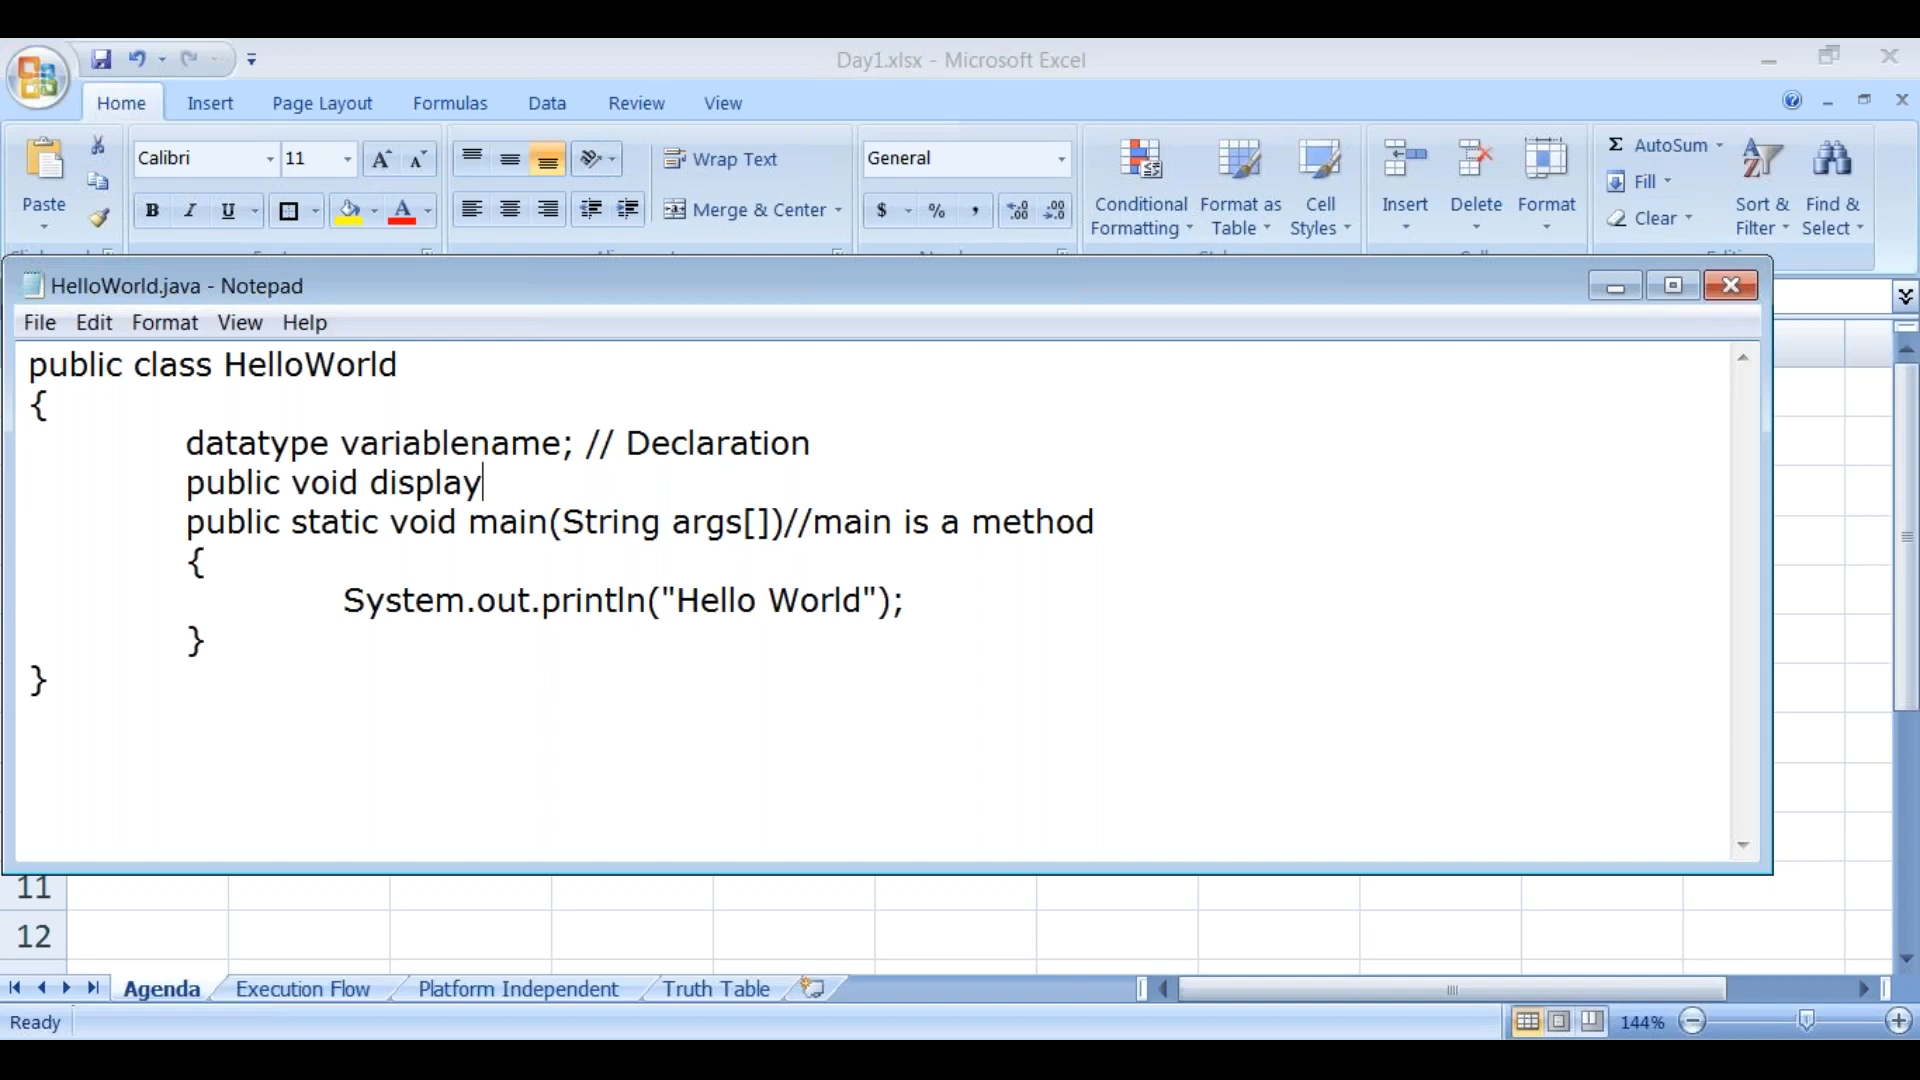 Day1.xlsx - Microsoft Excel
Home Insert Page Layout Formulas Data Review View
Calibri 11 Wrap Text General AutoSum
Fill
Paste Conditional Format as Cell Insert Delete Format Sort & Find &
B I U Merge & Center $ % , .00 .0 Formatting Table Styles Clear Filter Select
HelloWorld.java - Notepad
File Edit Format View Help
public class HelloWorld
{
datatype variablename; // Declaration
public void display
public static void main(String args[])//main is a method
{
System.out.println("Hello World");
}
}
11
12
Agenda Execution Flow Platform Independent Truth Table
Ready 144%